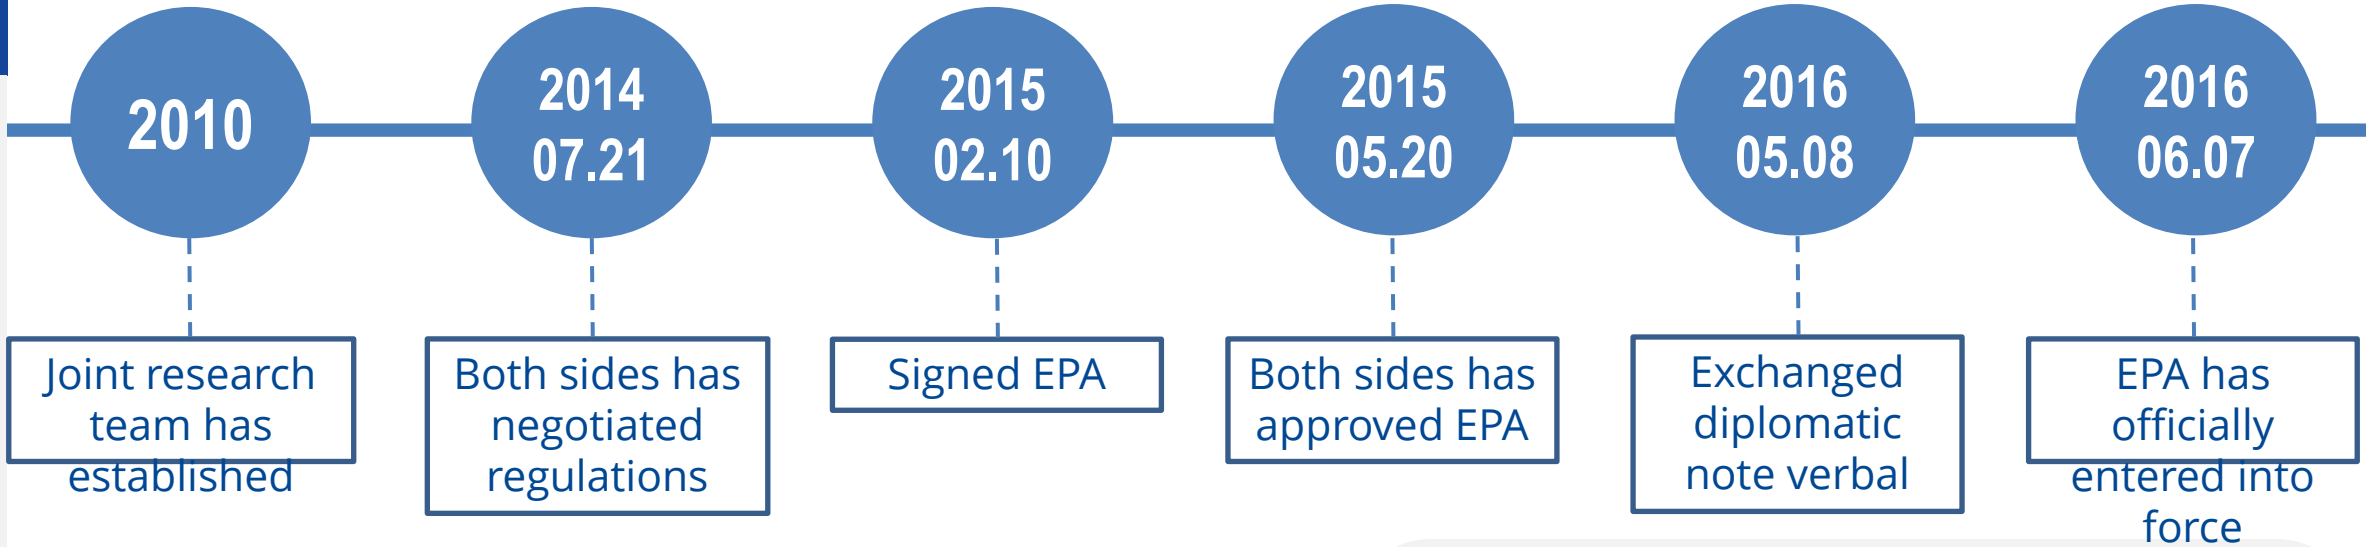 2010
2014
07.21
2015
02.10
2015
05.20
2016
05.08
2016
06.07
Joint research
team has
established
Both sides has
negotiated
regulations
Signed EPA
Both sides has
approved EPA
Exchanged
diplomatic
note verbal
EPA has
officially
entered into
force